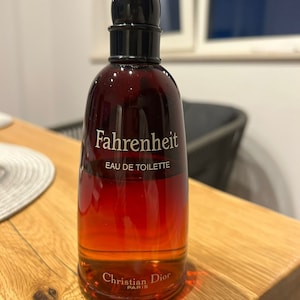 Fahrenheit
EAU DE TOILETTE
Christian Dior
PARIS